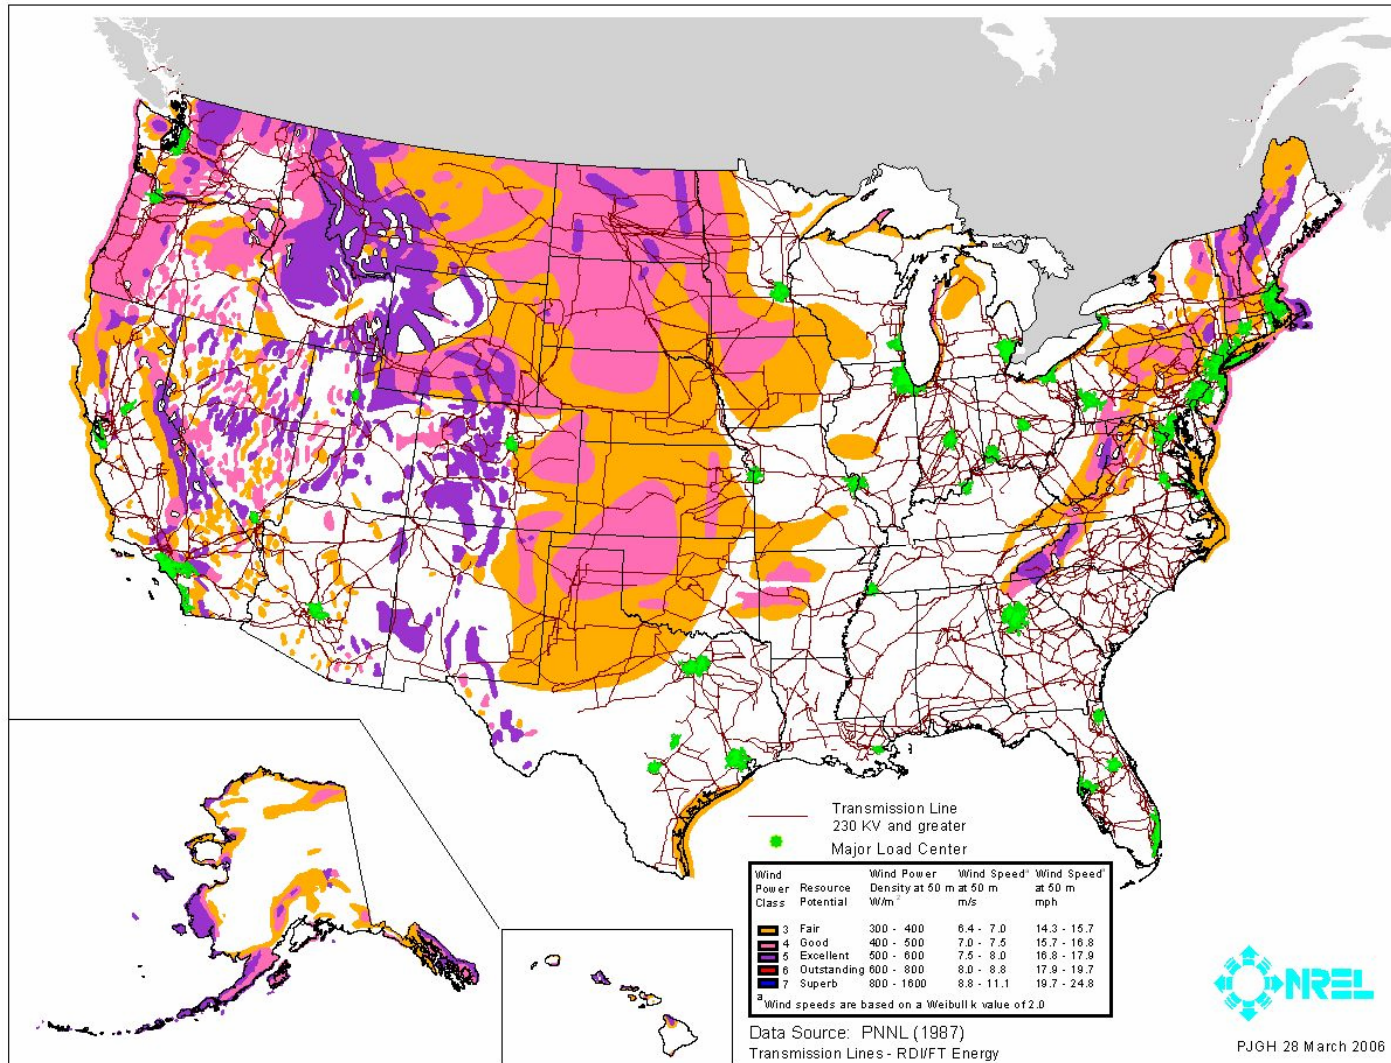 Transmission Line
230 KV and greater
Major Load Center
Wind Power Class Resource Potential Wind Power Density at 50 m W/m² Wind Speedᵃ at 50 m m/s Wind Speedᵃ at 50 m mph
3 Fair 300 - 400 6.4 - 7.0 14.3 - 15.7
4 Good 400 - 500 7.0 - 7.5 15.7 - 16.8
5 Excellent 500 - 600 7.5 - 8.0 16.8 - 17.9
6 Outstanding 600 - 800 8.0 - 8.8 17.9 - 19.7
7 Superb 800 - 1600 8.8 - 11.1 19.7 - 24.8
ᵃ Wind speeds are based on a Weibull k value of 2.0
Data Source: PNNL (1987)
Transmission Lines - RDI/FT Energy
NREL
PJGH 28 March 2006